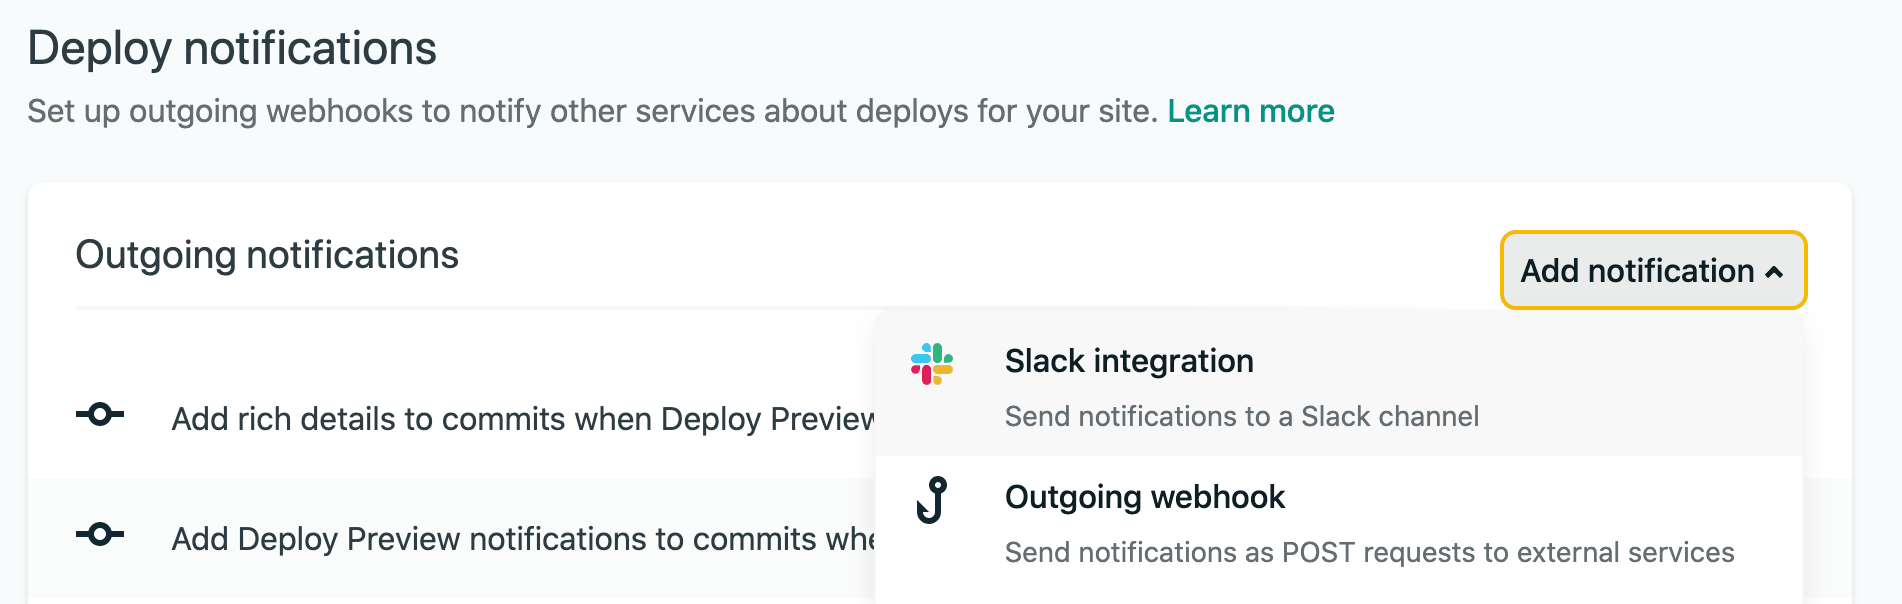 Deploy notifications
Set up outgoing webhooks to notify other services about deploys for your site. Learn more
Outgoing notifications
Add notification
Slack integration
Send notifications to a Slack channel
Add rich details to commits when Deploy Preview
Outgoing webhook
Send notifications as POST requests to external services
Add Deploy Preview notifications to commits